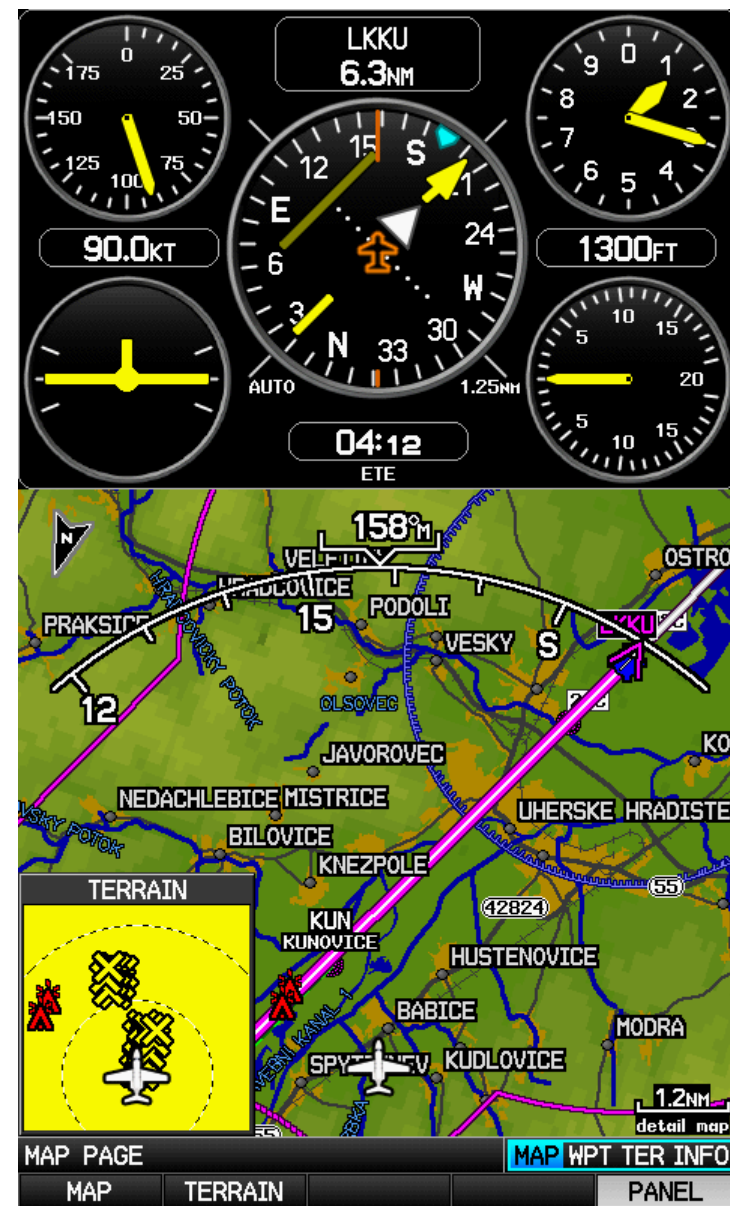 LKKU
6.3NM
0
25
50
75
100
125
150
175
0
1
2
3
4
5
6
7
8
9
15
S
21
24
W
30
33
N
3
6
E
12
90.0KT
1300FT
AUTO
1.25NM
5
10
15
20
15
10
5
04:12
ETE
N
158°M
OSTRO
HRADCOVICE
PRAKSICE
15
PODOLI
VESKY
S
LKKU
HRADCOVICKY POTOK
12
OLSOVEC
JAVOROVEC
KO
NEDACHLEBICE
MISTRICE
UHERSKE HRADISTE
BILOVICE
KNEZPOLE
TERRAIN
55
42824
KUN
KUNOVICE
HUSTENOVICE
BABICE
MODRA
KUDLOVICE
1.2NM
detail map
55
MAP PAGE
MAP WPT TER INFO
MAP
TERRAIN
PANEL